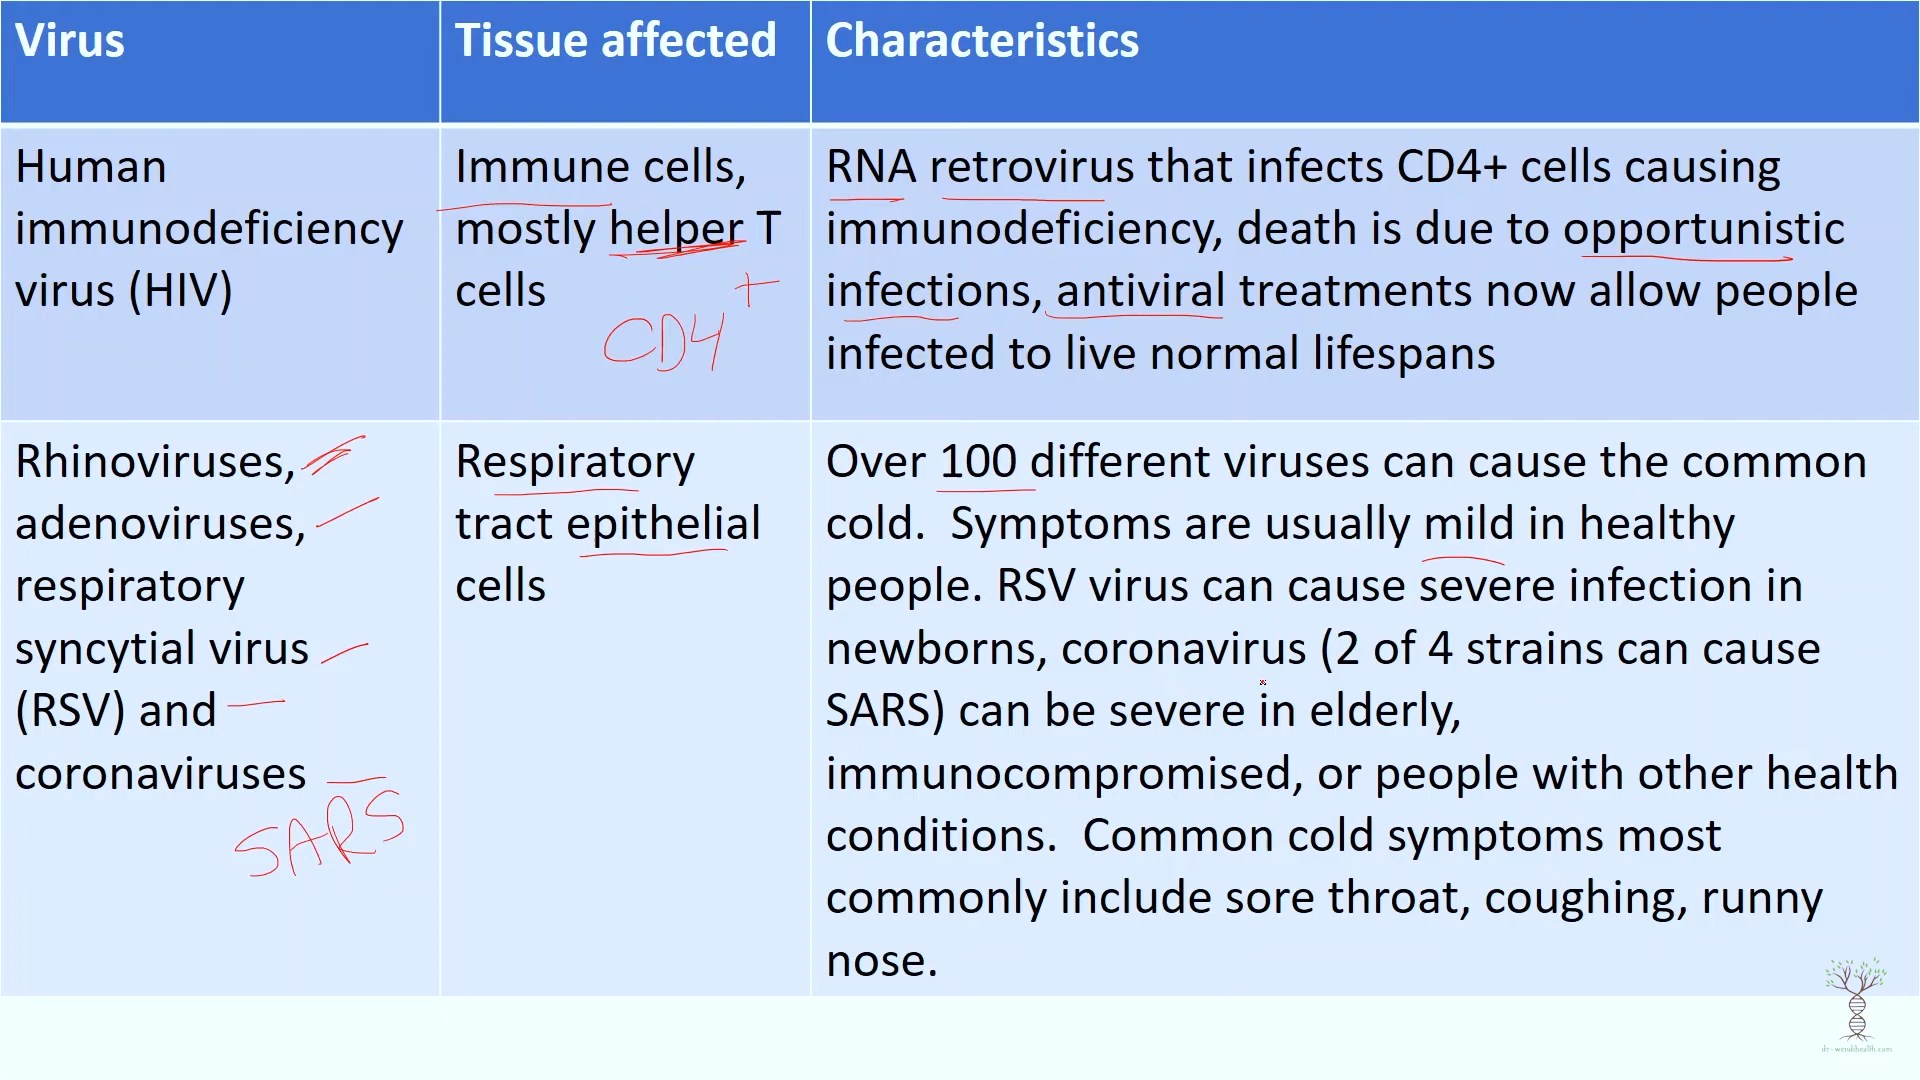 Virus
Tissue affected
Characteristics
Human
immunodeficiency
virus (HIV)
Immune cells,
mostly helper T
cells
CD4+
RNA retrovirus that infects CD4+ cells causing
immunodeficiency, death is due to opportunistic
infections, antiviral treatments now allow people
infected to live normal lifespans
Rhinoviruses,
adenoviruses,
respiratory
syncytial virus
(RSV) and
coronaviruses
SARS
Respiratory
tract epithelial
cells
Over 100 different viruses can cause the common
cold.  Symptoms are usually mild in healthy
people. RSV virus can cause severe infection in
newborns, coronavirus (2 of 4 strains can cause
SARS) can be severe in elderly,
immunocompromised, or people with other health
conditions.  Common cold symptoms most
commonly include sore throat, coughing, runny
nose.
dr-wendihealth.com